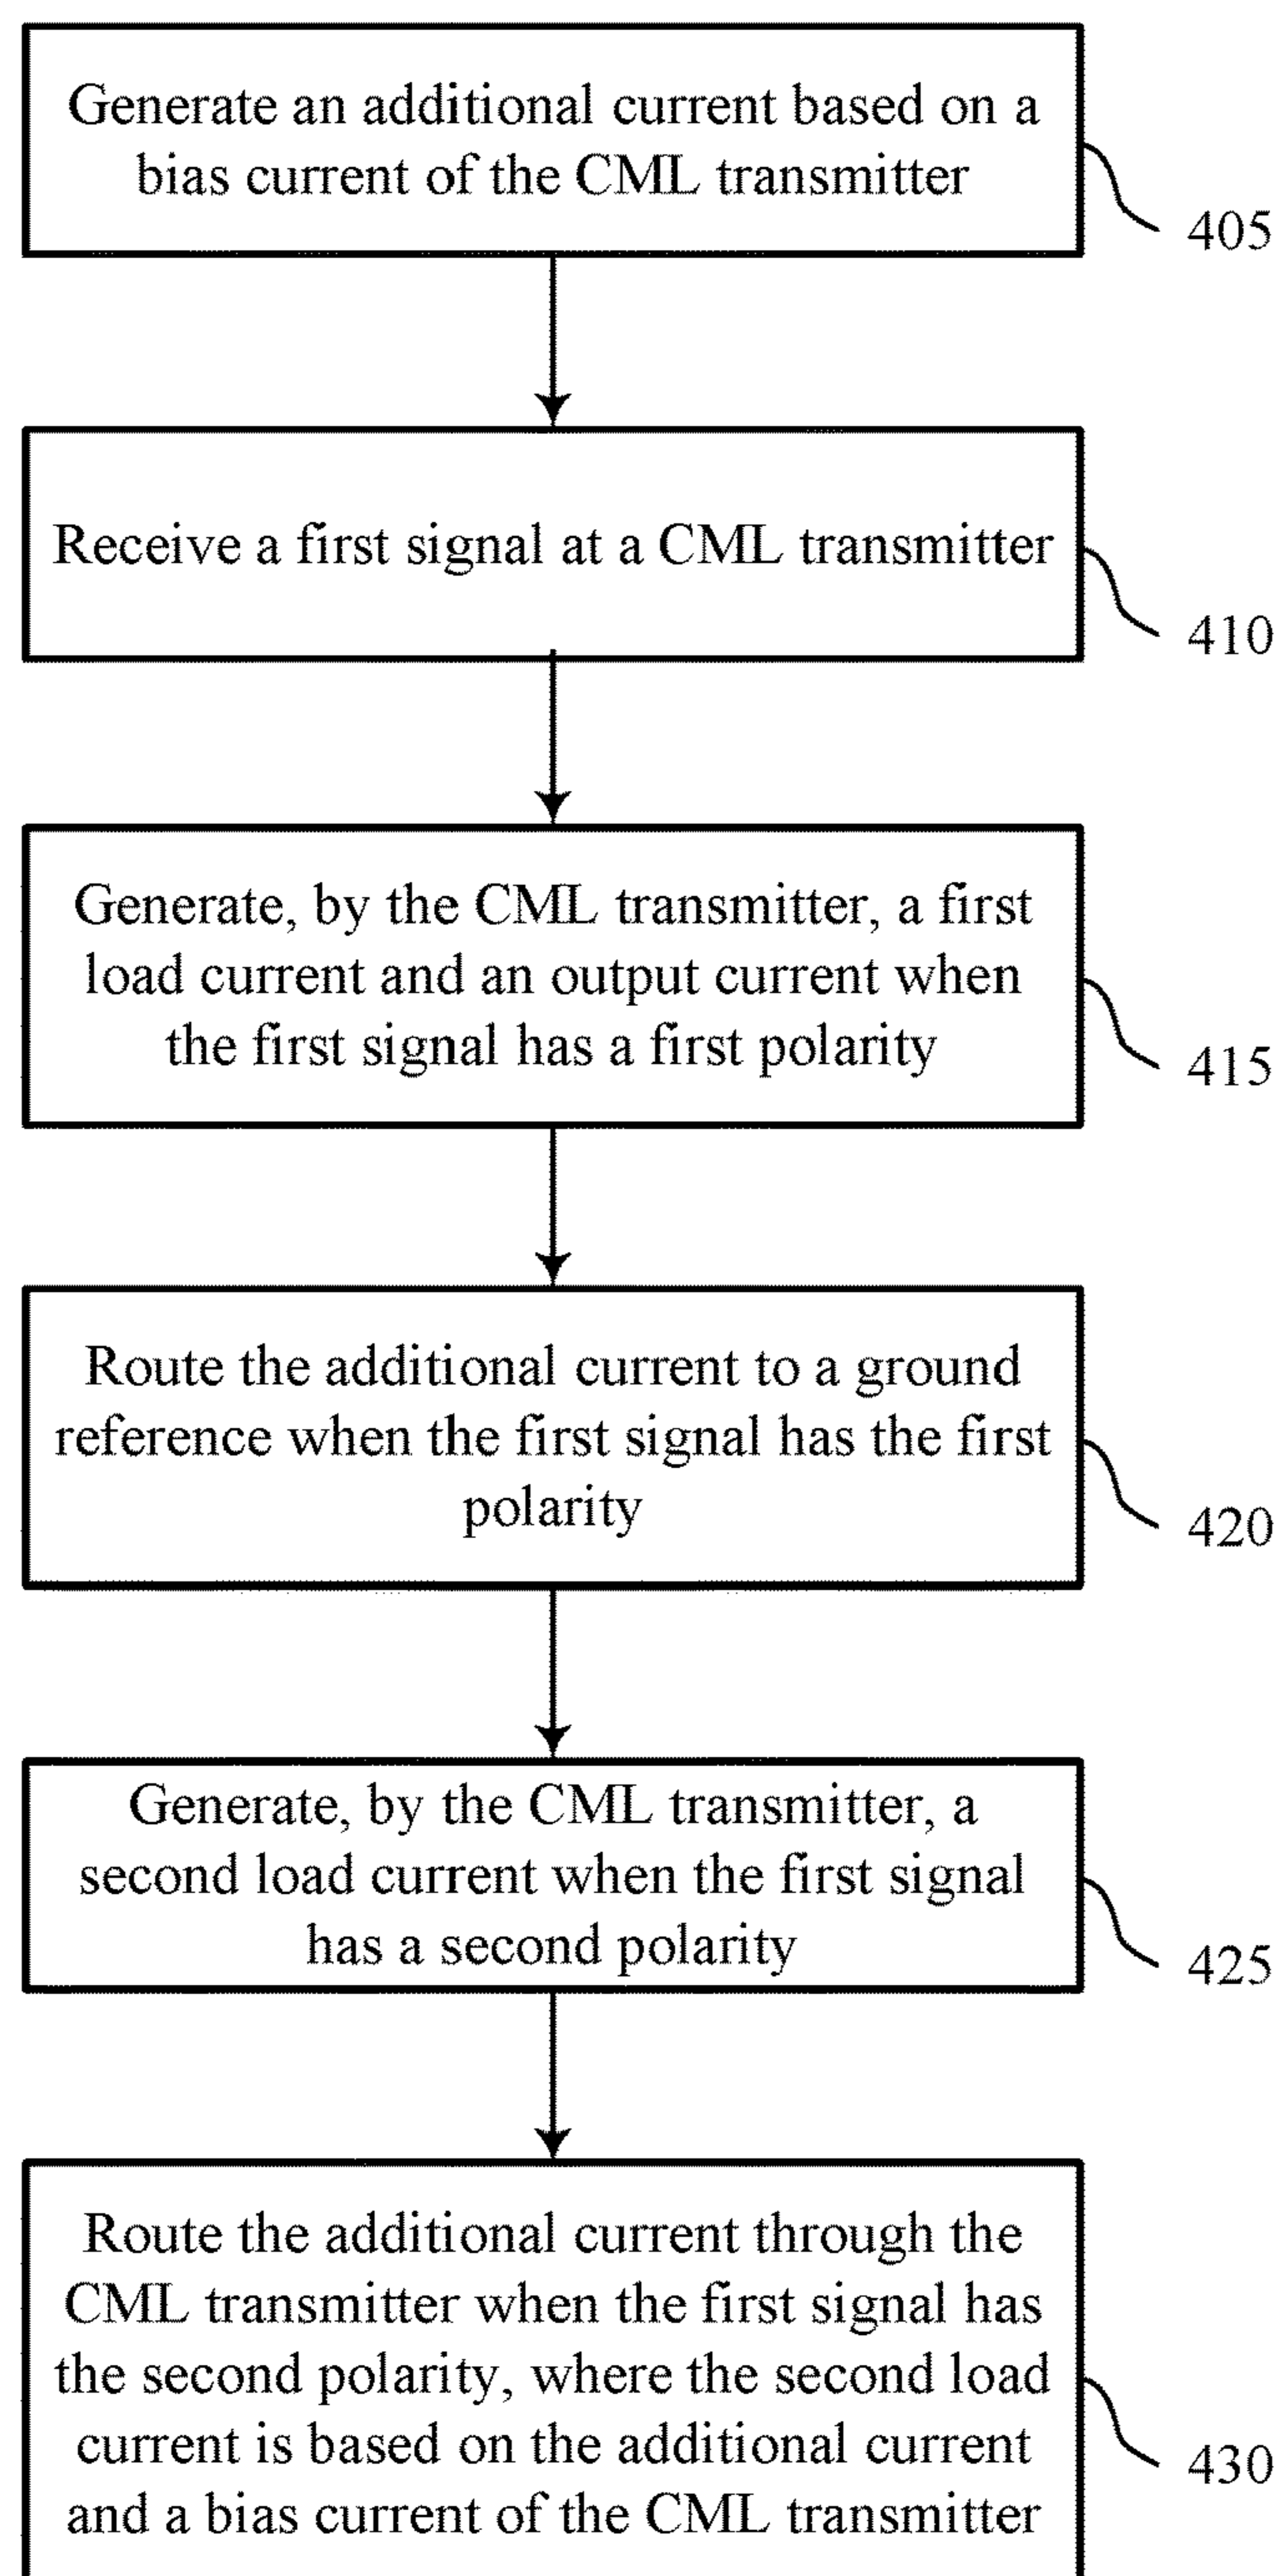 Generate an additional current based on a
bias current of the CML transmitter
405
Receive a first signal at a CML transmitter
410
Generate, by the CML transmitter, a first
load current and an output current when
the first signal has a first polarity
415
Route the additional current to a ground
reference when the first signal has the first
polarity
420
Generate, by the CML transmitter, a
second load current when the first signal
has a second polarity
425
Route the additional current through the
CML transmitter when the first signal has
the second polarity, where the second load
current is based on the additional current
and a bias current of the CML transmitter
430